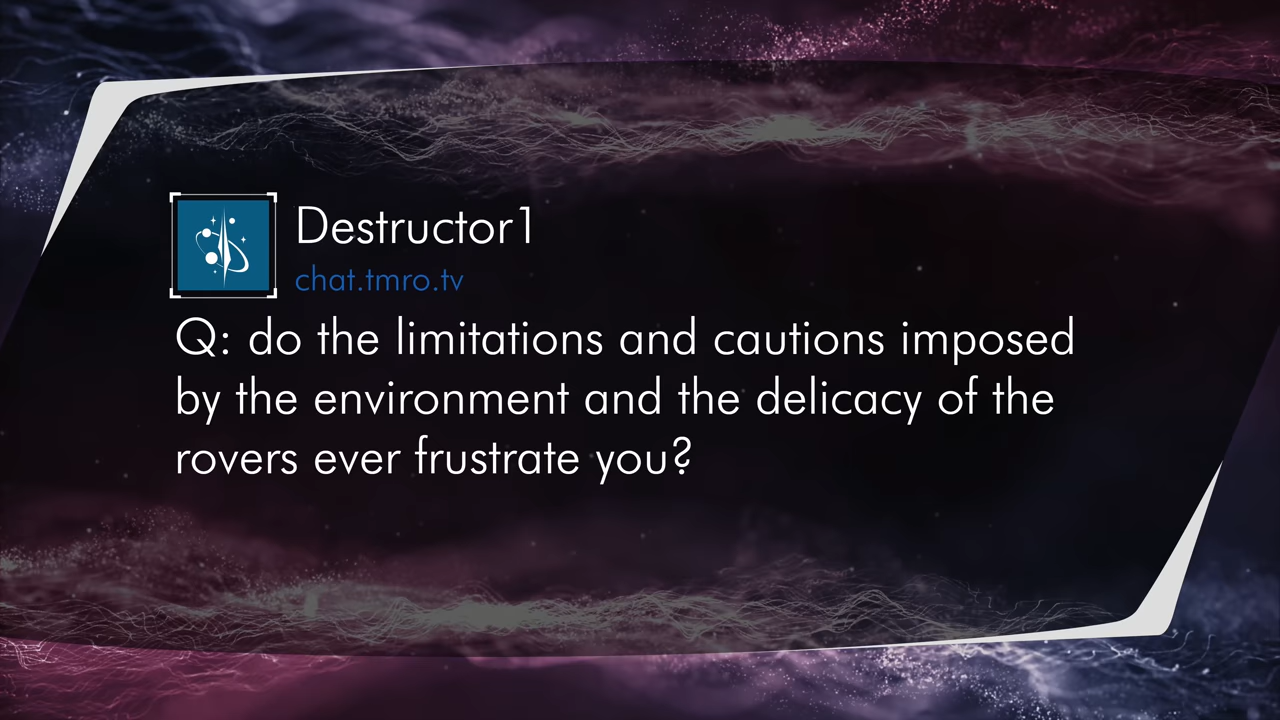 Destructor1
chat.tmro.tv
Q: do the limitations and cautions imposed
by the environment and the delicacy of the
rovers ever frustrate you?